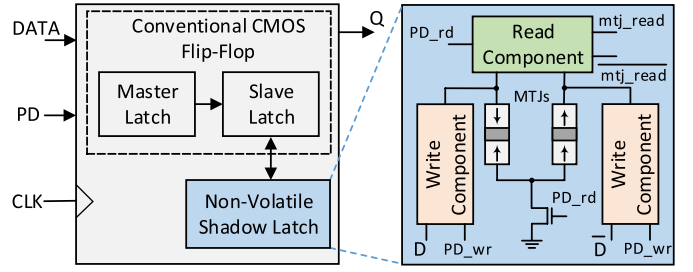 DATA
PD
CLK
Conventional CMOS
Flip-Flop
Master
Latch
Slave
Latch
Non-Volatile
Shadow Latch
Q
PD_rd
Read
Component
mtj_read
mtj_read
MTJs
Write
Component
Write
Component
PD_rd
D
PD_wr
D
PD_wr